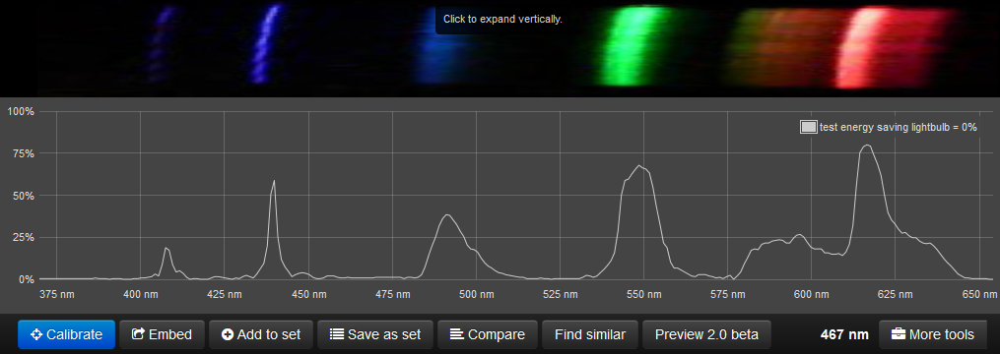 Click to expand vertically.
100%
test energy saving lightbulb = 0%
75%
50%
25%
0%
375 nm 400 nm 425 nm 450 nm 475 nm 500 nm 525 nm 550 nm 575 nm 600 nm 625 nm 650 nm
Calibrate Embed Add to set Save as set Compare Find similar Preview 2.0 beta 467 nm More tools